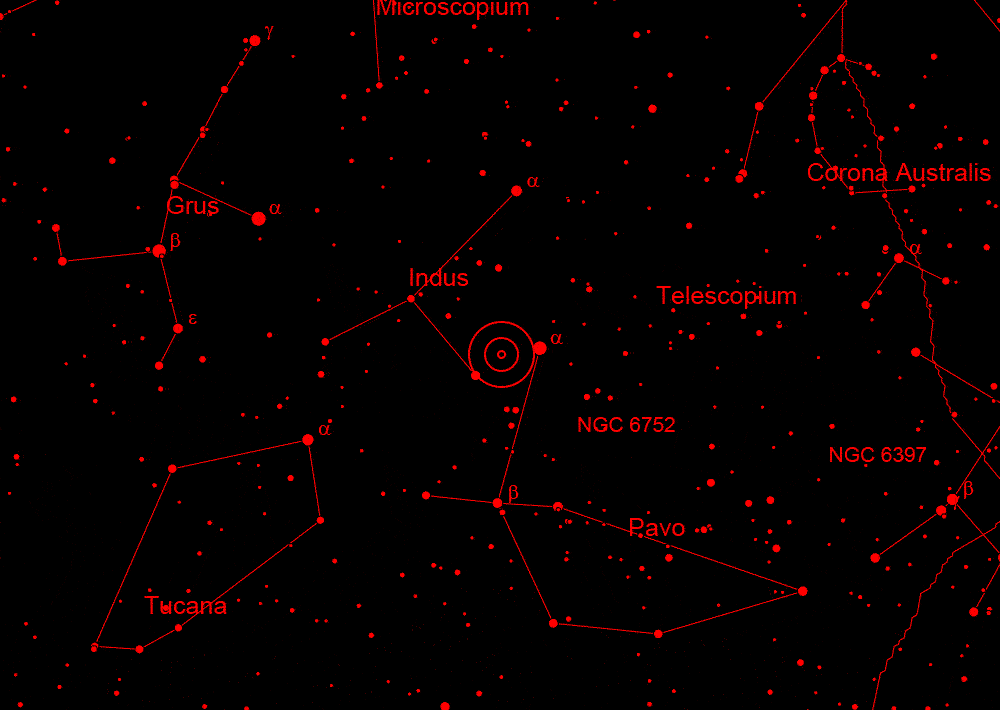 Microscopium
γ
α
Corona Australis
Grus
α
β
α
Indus
Telescopium
ε
α
NGC 6752
α
NGC 6397
β
β
Pavo
Tucana